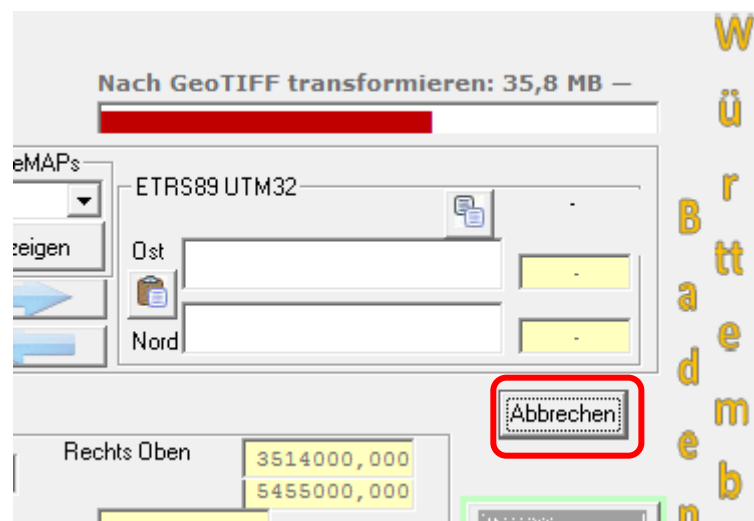 Nach GeoTIFF transformieren: 35,8 MB —
eMAPs
ETRS89 UTM32
-
zeigen
Ost
-
Nord
-
Abbrechen
Rechts Oben
3514000,000
5455000,000
B a d e n
W ü r tt e m b